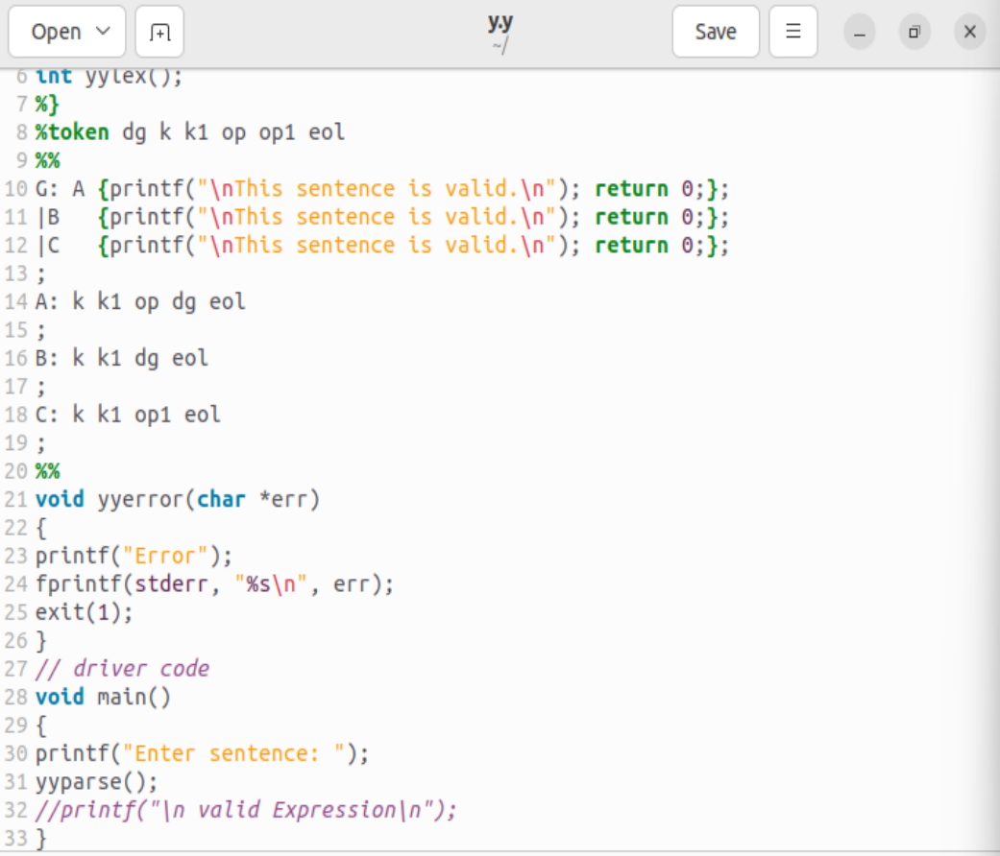 Open
y.y
~/
Save
6 int yylex();
7 %}
8 %token dg k k1 op op1 eol
9 %%
10 G: A {printf("\nThis sentence is valid.\n"); return 0;};
11 |B   {printf("\nThis sentence is valid.\n"); return 0;};
12 |C   {printf("\nThis sentence is valid.\n"); return 0;};
13 ;
14 A: k k1 op dg eol
15 ;
16 B: k k1 dg eol
17 ;
18 C: k k1 op1 eol
19 ;
20 %%
21 void yyerror(char *err)
22 {
23 printf("Error");
24 fprintf(stderr, "%s\n", err);
25 exit(1);
26 }
27 // driver code
28 void main()
29 {
30 printf("Enter sentence: ");
31 yyparse();
32 //printf("\n valid Expression\n");
33 }